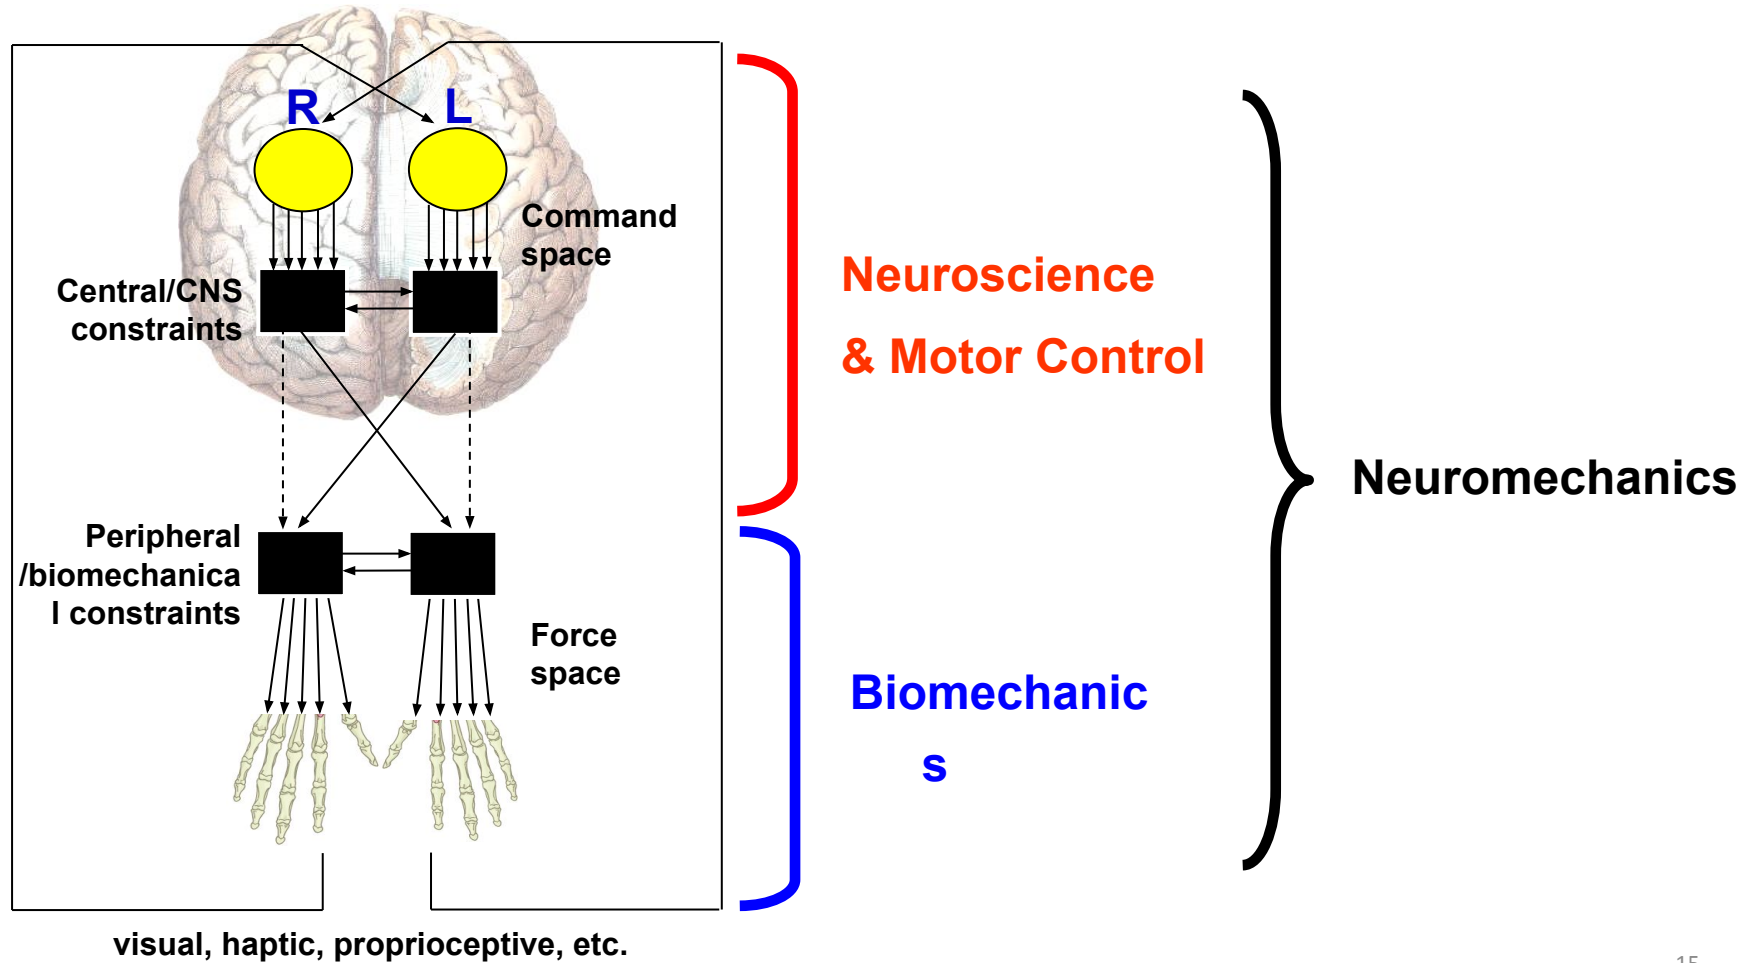 R
L
Command
space
Central/CNS
constraints
Neuroscience
& Motor Control
Neuromechanics
Peripheral
/biomechanica
l constraints
Force
space
Biomechanic
s
visual, haptic, proprioceptive, etc.
15